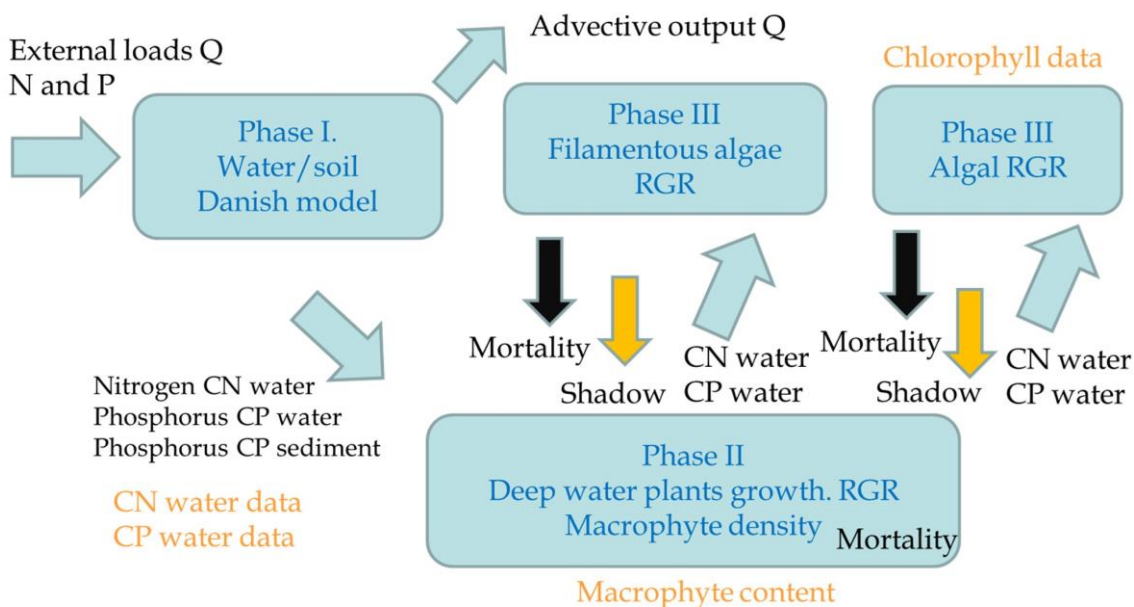 External loads Q
N and P
Advective output Q
Chlorophyll data
Phase I.
Water/soil
Danish model
Phase III
Filamentous algae
RGR
Phase III
Algal RGR
Mortality
Shadow
CN water
CP water
Mortality
Shadow
CN water
CP water
Nitrogen CN water
Phosphorus CP water
Phosphorus CP sediment
CN water data
CP water data
Phase II
Deep water plants growth. RGR
Macrophyte density
Mortality
Macrophyte content